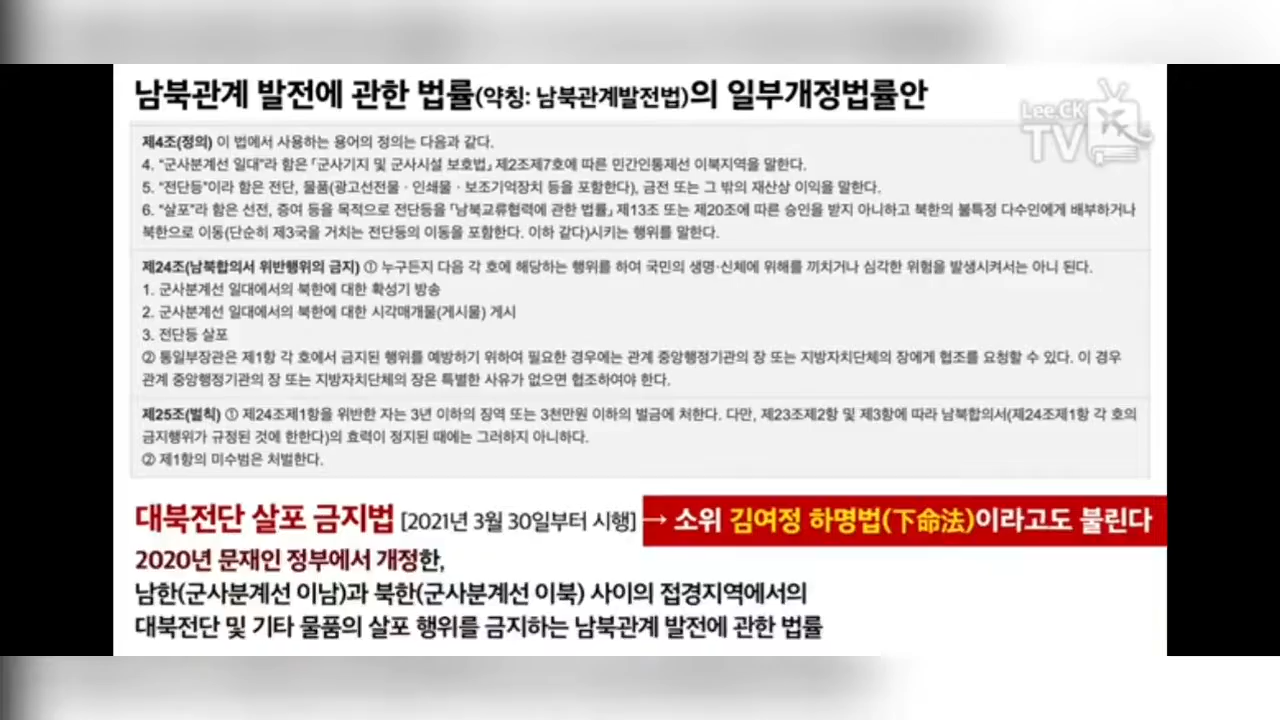 남북관계 발전에 관한 법률(약칭: 남북관계발전법)의 일부개정법률안
Lee.CK
TV
제4조(정의) 이 법에서 사용하는 용어의 정의는 다음과 같다.
4. “군사분계선 일대”라 함은 「군사기지 및 군사시설 보호법」 제2조제7호에 따른 민간인통제선 이북지역을 말한다.
5. “전단등”이라 함은 전단, 물품(광고선전물 · 인쇄물 · 보조기억장치 등을 포함한다), 금전 또는 그 밖의 재산상 이익을 말한다.
6. “살포”라 함은 선전, 증여 등을 목적으로 전단등을 「남북교류협력에 관한 법률」 제13조 또는 제20조에 따른 승인을 받지 아니하고 북한의 불특정 다수인에게 배부하거나
북한으로 이동(단순히 제3국을 거치는 전단등의 이동을 포함한다. 이하 같다)시키는 행위를 말한다.
제24조(남북합의서 위반행위의 금지) ① 누구든지 다음 각 호에 해당하는 행위를 하여 국민의 생명·신체에 위해를 끼치거나 심각한 위험을 발생시켜서는 아니 된다.
1. 군사분계선 일대에서의 북한에 대한 확성기 방송
2. 군사분계선 일대에서의 북한에 대한 시각매개물(게시물) 게시
3. 전단등 살포
② 통일부장관은 제1항 각 호에서 금지된 행위를 예방하기 위하여 필요한 경우에는 관계 중앙행정기관의 장 또는 지방자치단체의 장에게 협조를 요청할 수 있다. 이 경우
관계 중앙행정기관의 장 또는 지방자치단체의 장은 특별한 사유가 없으면 협조하여야 한다.
제25조(벌칙) ① 제24조제1항을 위반한 자는 3년 이하의 징역 또는 3천만원 이하의 벌금에 처한다. 다만, 제23조제2항 및 제3항에 따라 남북합의서(제24조제1항 각 호의
금지행위가 규정된 것에 한한다)의 효력이 정지된 때에는 그러하지 아니하다.
② 제1항의 미수범은 처벌한다.
대북전단 살포 금지법 [2021년 3월 30일부터 시행] → 소위 김여정 하명법(下命法)이라고도 불린다
2020년 문재인 정부에서 개정한,
남한(군사분계선 이남)과 북한(군사분계선 이북) 사이의 접경지역에서의
대북전단 및 기타 물품의 살포 행위를 금지하는 남북관계 발전에 관한 법률